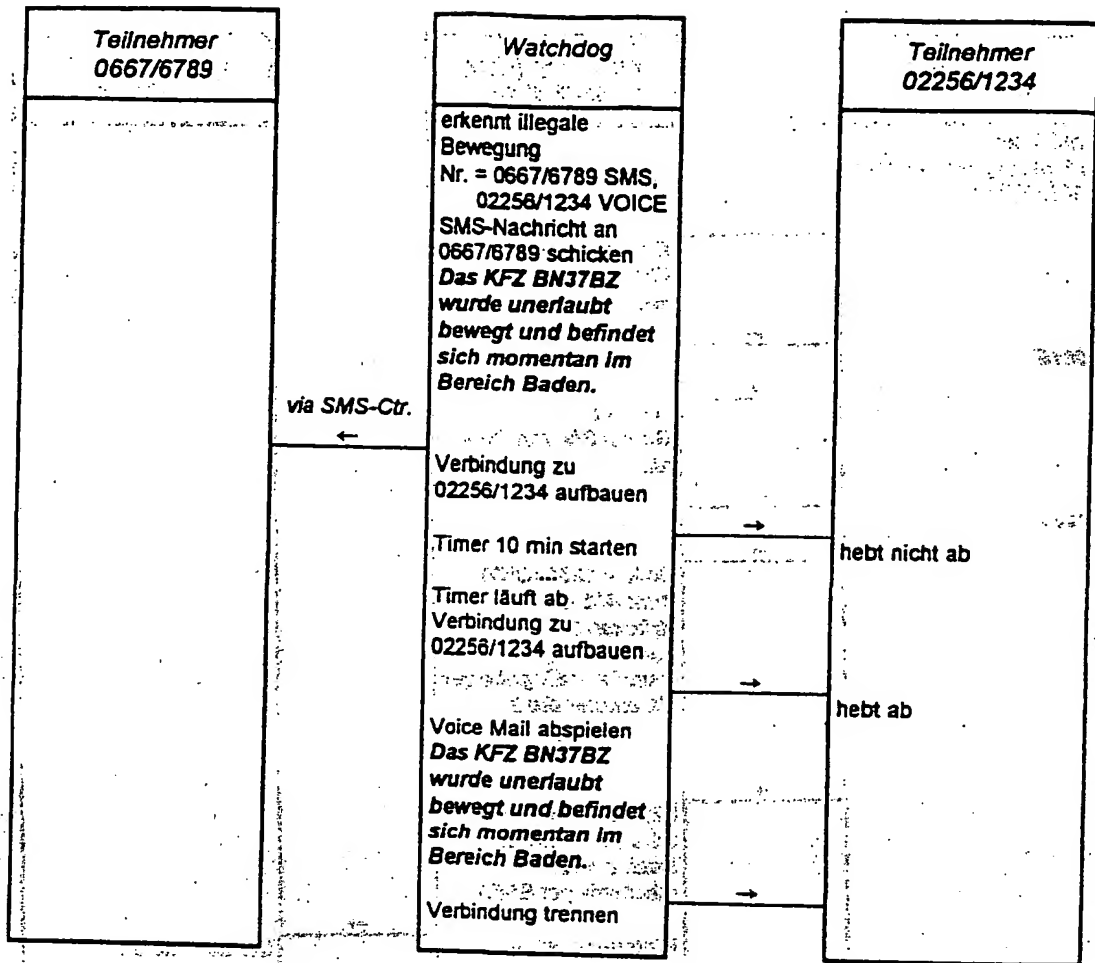 Teilnehmer
0667/6789
Watchdog
Teilnehmer
02256/1234
erkennt illegale
Bewegung
Nr. = 0667/6789 SMS,
02256/1234 VOICE
SMS-Nachricht an
0667/6789 schicken
Das KFZ BN37BZ
wurde unerlaubt
bewegt und befindet
sich momentan im
Bereich Baden.
via SMS-Ctr.
←
Verbindung zu
02256/1234 aufbauen
→
Timer 10 min starten
hebt nicht ab
Timer läuft ab
Verbindung zu
02256/1234 aufbauen
→
hebt ab
Voice Mail abspielen
Das KFZ BN37BZ
wurde unerlaubt
bewegt und befindet
sich momentan im
Bereich Baden.
→
Verbindung trennen